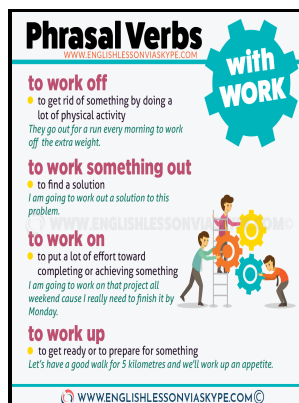 Phrasal Verbs
WWW.ENGLISHLESSONVIASKYPE.COM
with
WORK
to work off
to get rid of something by doing a
lot of physical activity
They go out for a run every morning to work
off the extra weight.
to work something out
to find a solution
I am going to work out a solution to this
problem.
WWW.ENGLISHLESSONVIASKYPE.COM©
to work on
to put a lot of effort toward
completing or achieving something
I am going to work on that project all
weekend cause I really need to finish it by
Monday.
to work up
to get ready or to prepare for something
Let's have a good walk for 5 kilometres and we'll work up an appetite.
WWW.ENGLISHLESSONVIASKYPE.COM©